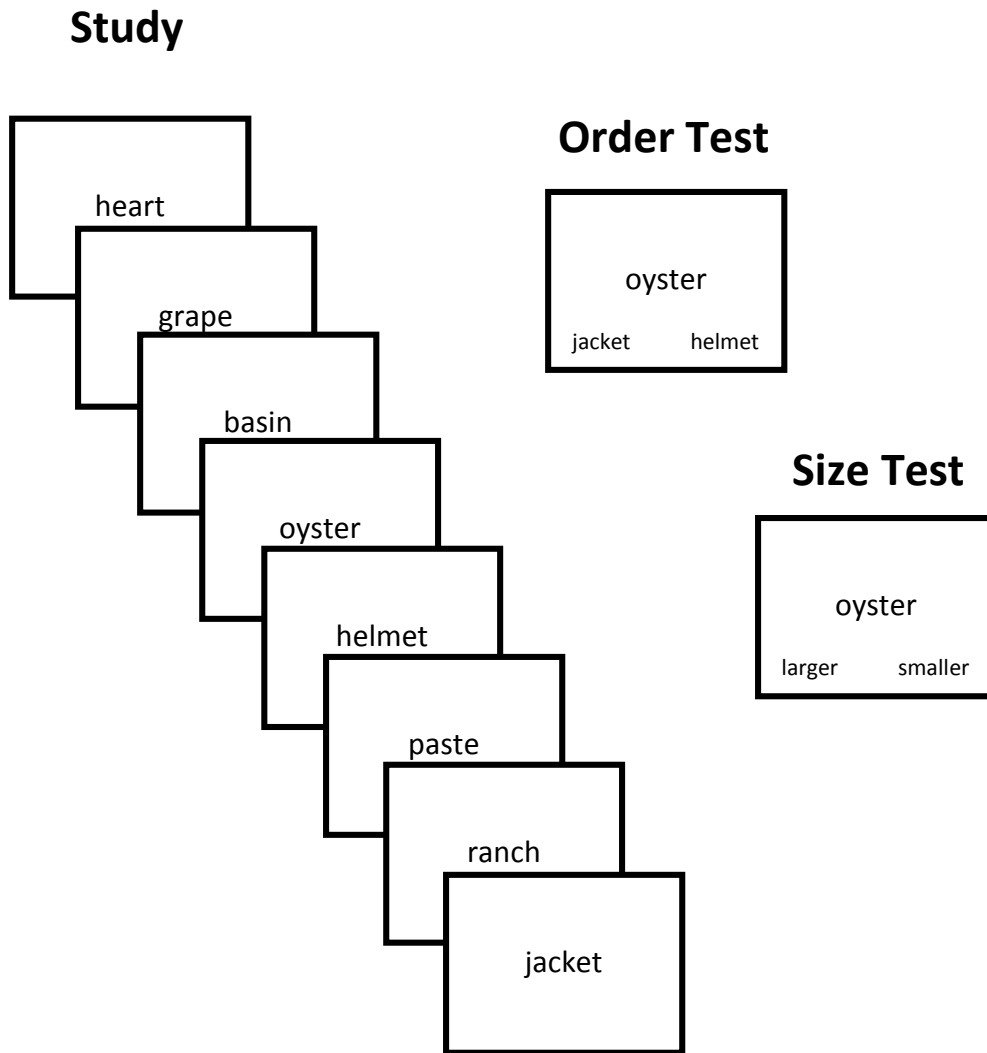 Study
heart
grape
basin
oyster
helmet
paste
ranch
jacket
Order Test
oyster
jacket helmet
Size Test
oyster
larger smaller